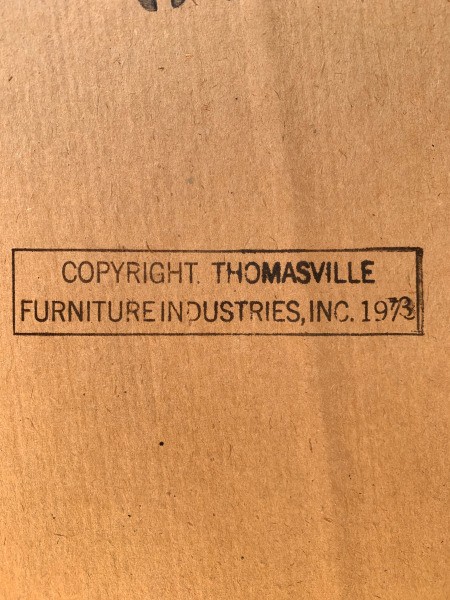 COPYRIGHT. THOMASVILLE
FURNITURE INDUSTRIES, INC. 1973